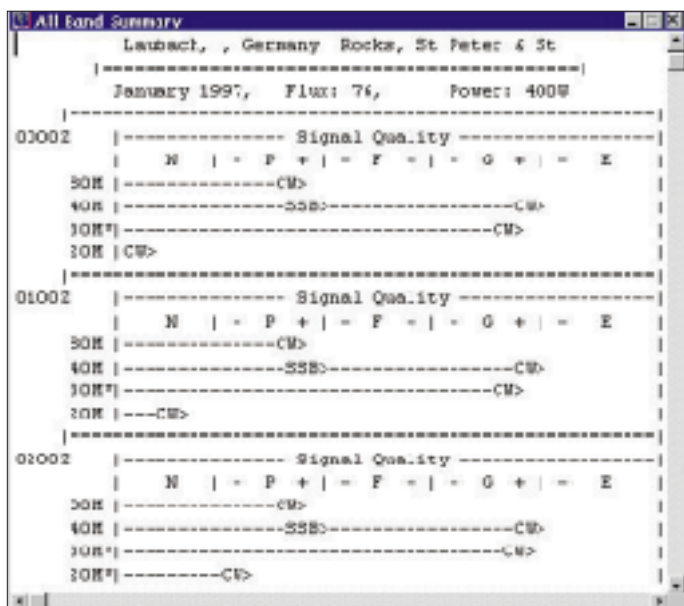 All Band Summary
Laubach, , Germany Rocks, St Peter & St
|-----------------------------------------------|
January 1997, Flux: 76, Power: 400W
|---------------------------------------------------------|
0000Z |---------------- Signal Quality --------------------|
| N | - P + | - F - | - G + | - E |
80M |---------------CW> |
40M |----------------SSB>------------------CW> |
30M*|-----------------------------------CW> |
20M |CW> |
|---------------------------------------------------------|
0100Z |---------------- Signal Quality --------------------|
| N | - P + | - F - | - G + | - E |
80M |---------------CW> |
40M |----------------SSB>------------------CW> |
30M*|-----------------------------------CW> |
20M |---CW> |
|---------------------------------------------------------|
0200Z |---------------- Signal Quality --------------------|
| N | - P + | - F - | - G + | - E |
80M |---------------CW> |
40M |----------------SSB>------------------CW> |
30M*|------------------------------------CW> |
20M*|---------CW> |